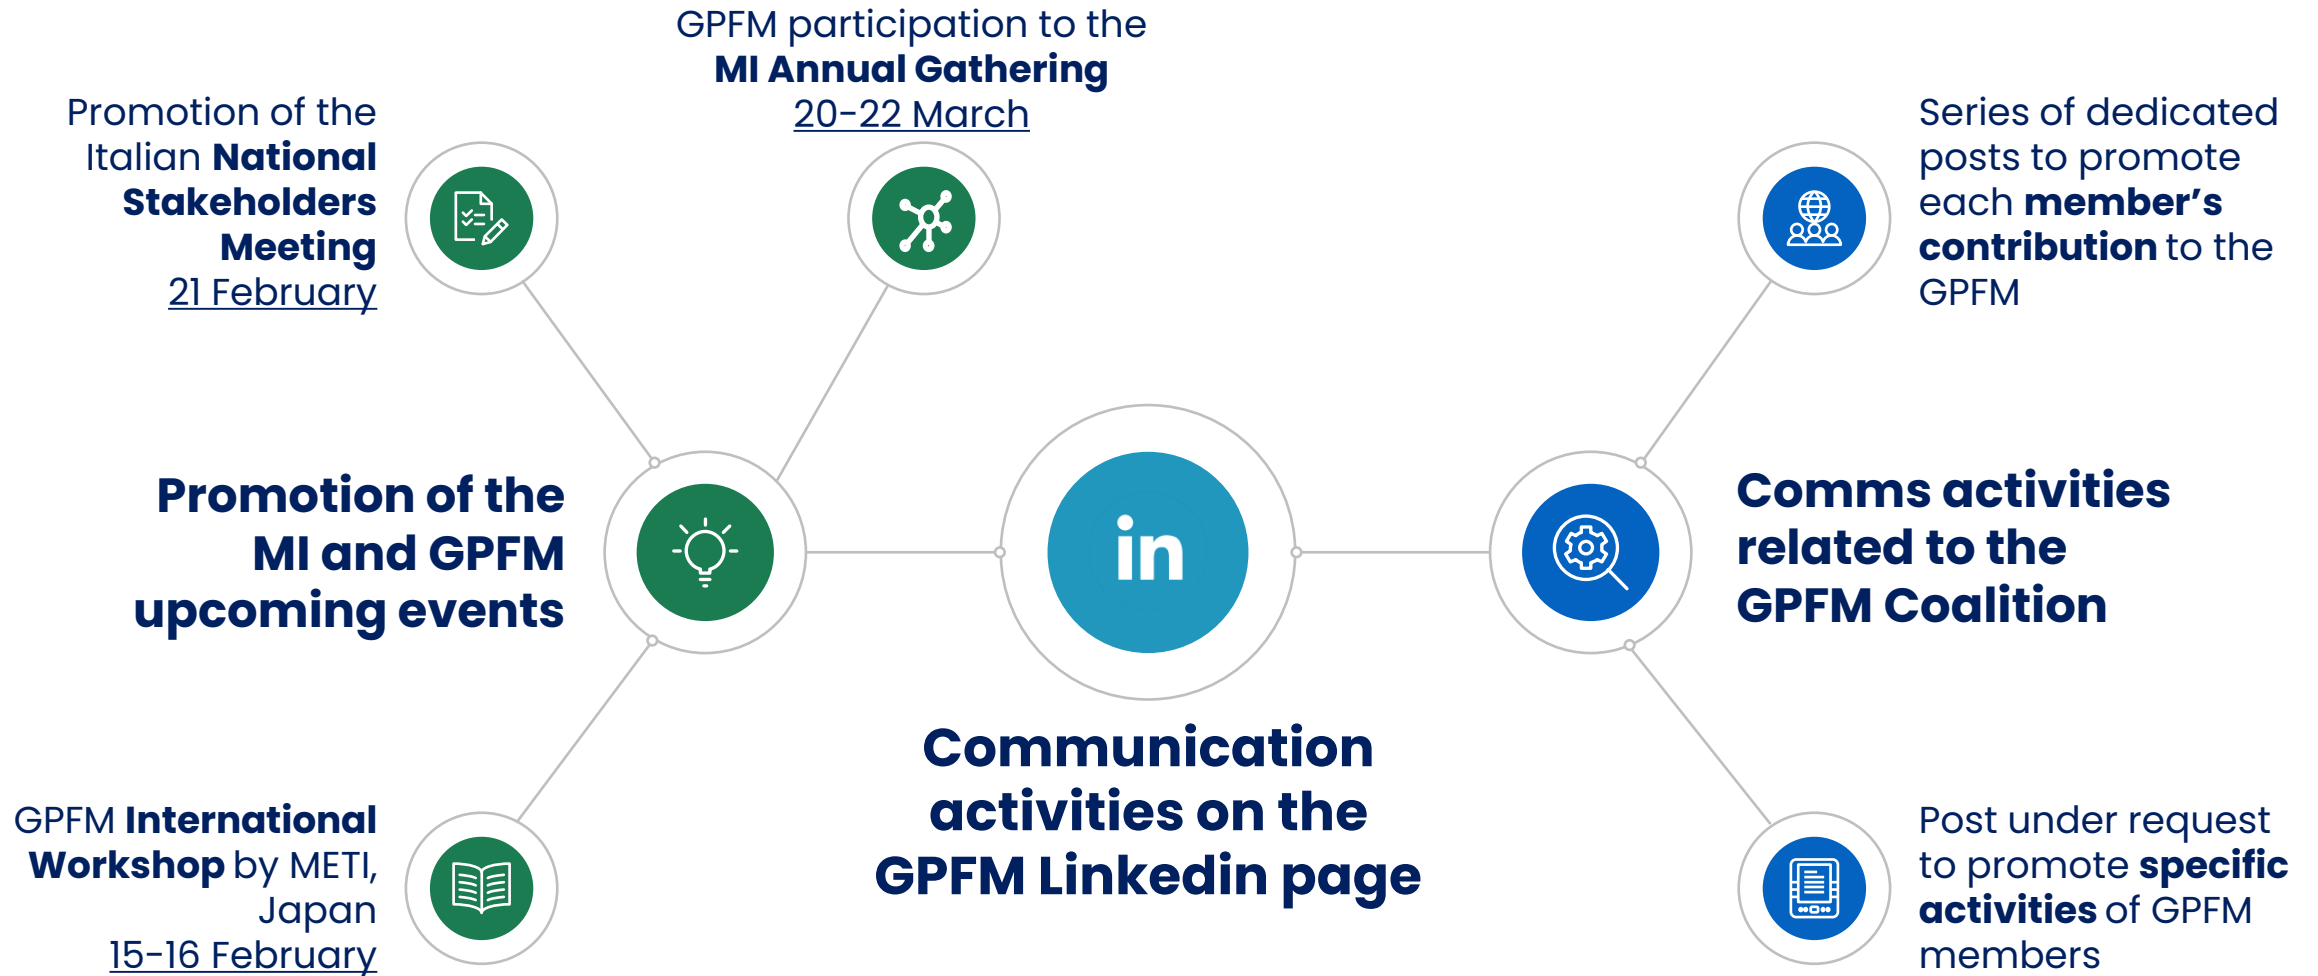 GPFM participation to the
MI Annual Gathering
20-22 March
Promotion of the
Italian National
Stakeholders
Meeting
21 February
Series of dedicated
posts to promote
each member’s
contribution to the
GPFM
Promotion of the
MI and GPFM
upcoming events
in
Comms activities
related to the
GPFM Coalition
Communication
activities on the
GPFM Linkedin page
GPFM International
Workshop by METI,
Japan
15-16 February
Post under request
to promote specific
activities of GPFM
members